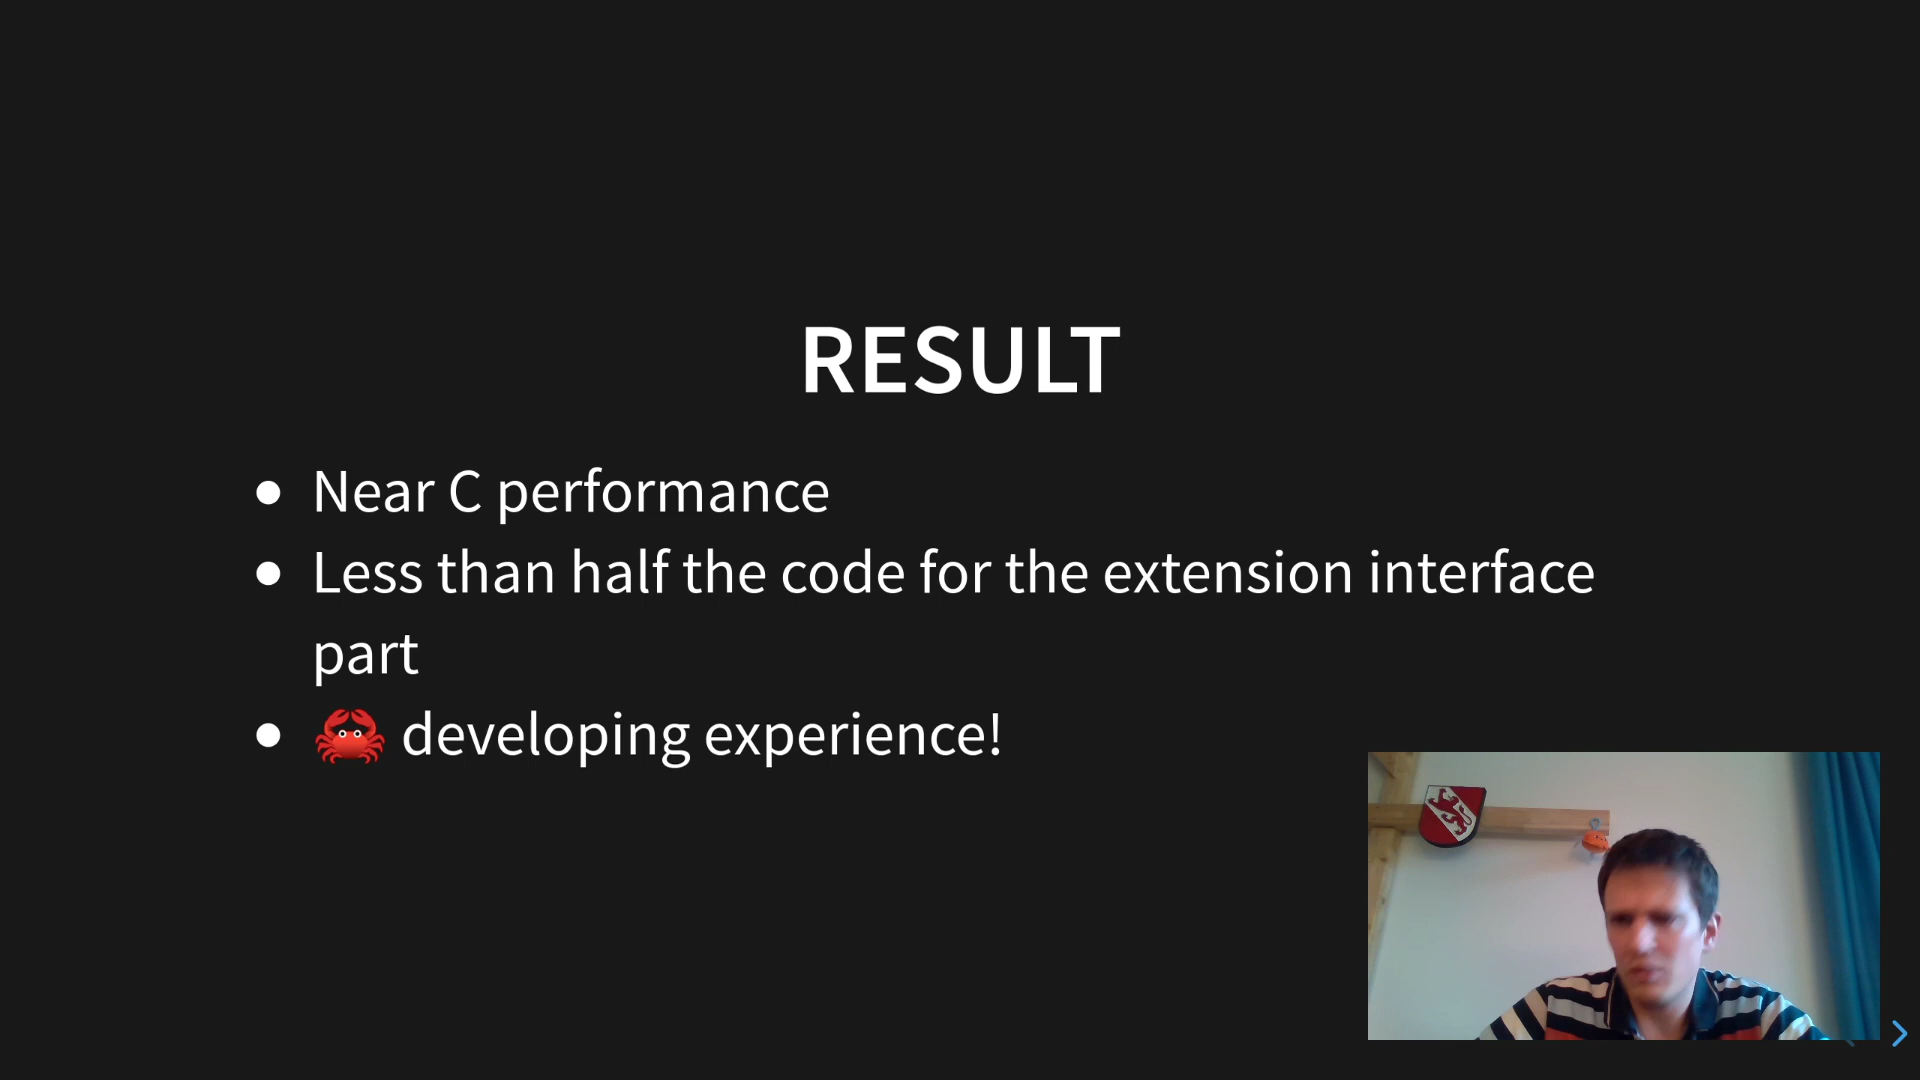 RESULT
● Near C performance
● Less than half the code for the extension interface
part
● 🦀 developing experience!